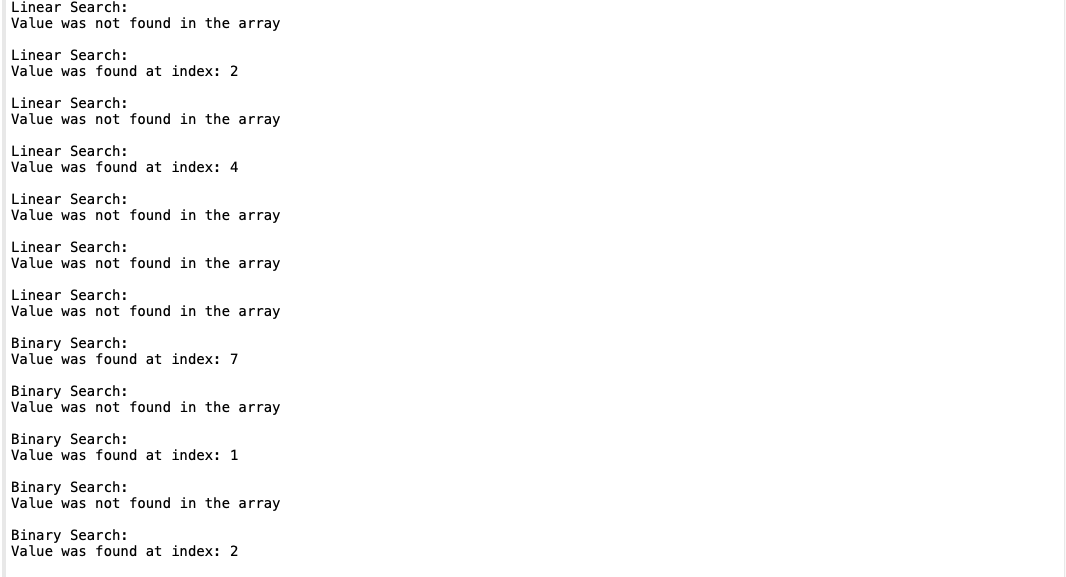 Linear Search:
Value was not found in the array
Linear Search:
Value was found at index: 2
Linear Search:
Value was not found in the array
Linear Search:
Value was found at index: 4
Linear Search:
Value was not found in the array
Linear Search:
Value was not found in the array
Linear Search:
Value was not found in the array
Binary Search:
Value was found at index: 7
Binary Search:
Value was not found in the array
Binary Search:
Value was found at index: 1
Binary Search:
Value was not found in the array
Binary Search:
Value was found at index: 2